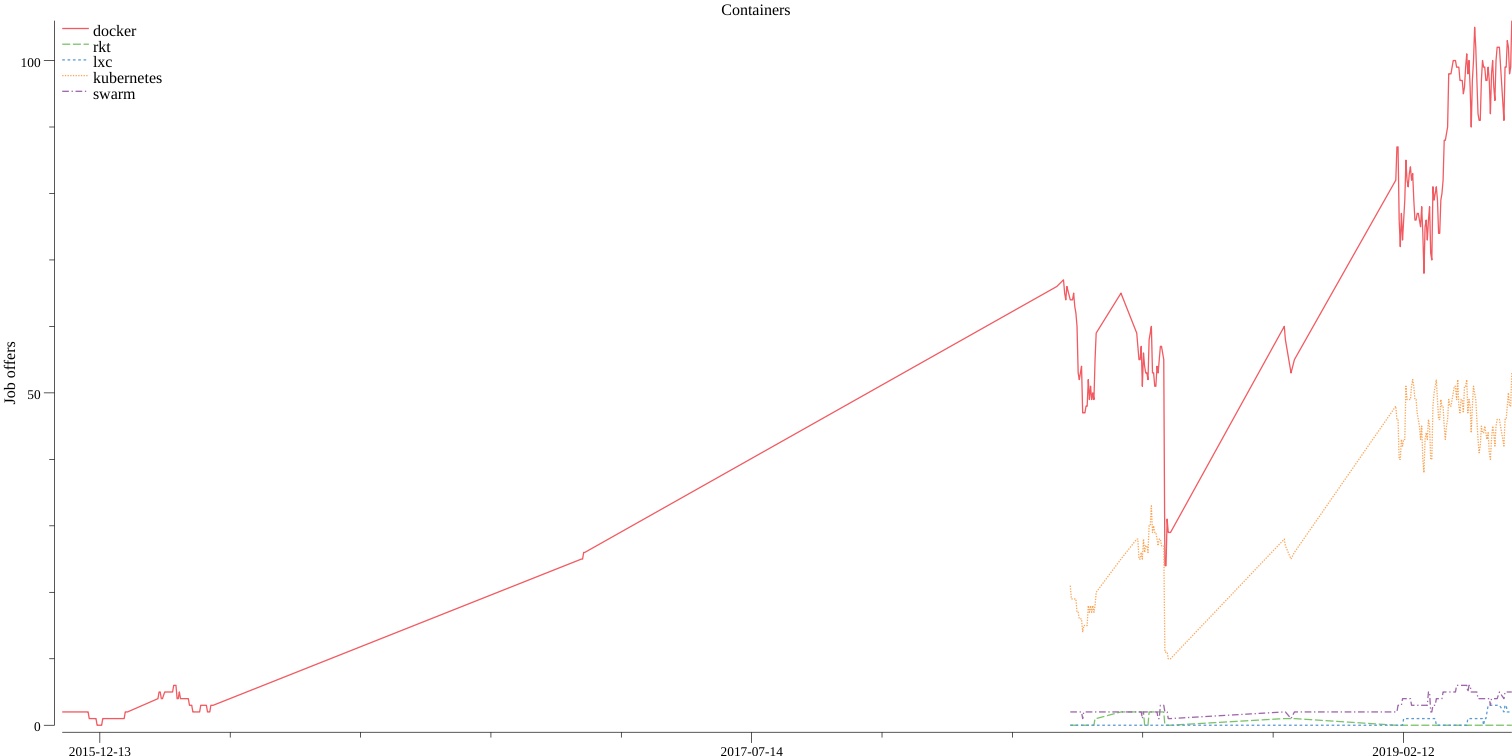 Containers
docker
rkt
lxc
kubernetes
swarm
Job offers
100
50
0
2015-12-13
2017-07-14
2019-02-12